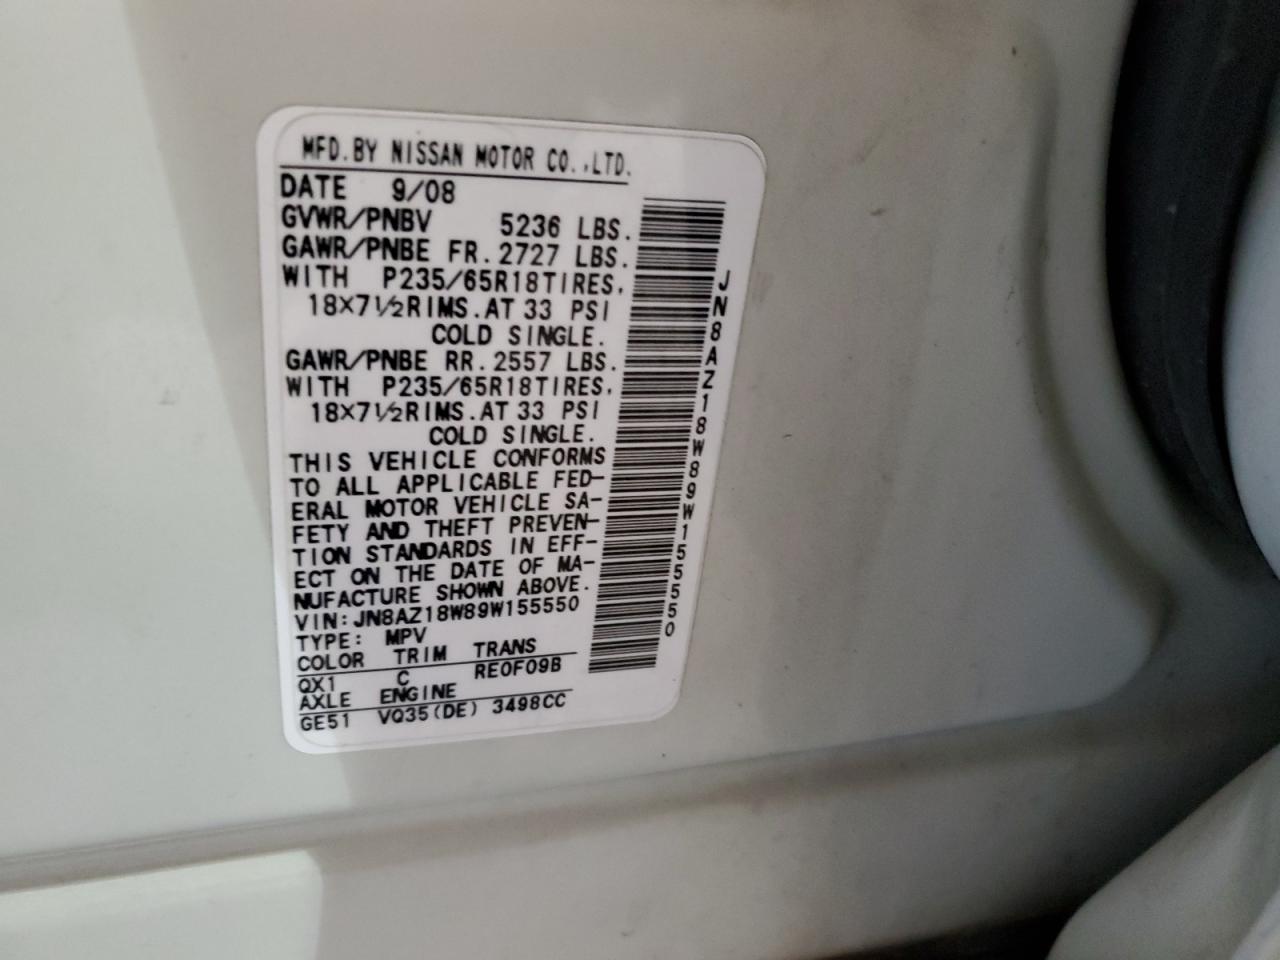 MFD.BY NISSAN MOTOR CO.,LTD.
DATE 9/08
GVWR/PNBV 5236 LBS.
GAWR/PNBE FR. 2727 LBS.
WITH P235/65R18TIRES,
18X7½RIMS.AT 33 PSI
COLD SINGLE.
GAWR/PNBE RR. 2557 LBS.
WITH P235/65R18TIRES,
18X7½RIMS.AT 33 PSI
COLD SINGLE.
THIS VEHICLE CONFORMS
TO ALL APPLICABLE FED-
ERAL MOTOR VEHICLE SA-
FETY AND THEFT PREVEN-
TION STANDARDS IN EFF-
ECT ON THE DATE OF MA-
NUFACTURE SHOWN ABOVE.
VIN:JN8AZ18W89W155550
TYPE: MPV
COLOR TRIM TRANS
QX1 C RE0F09B
AXLE ENGINE
GE51 VQ35(DE) 3498CC
JN8AZ18W89W155550